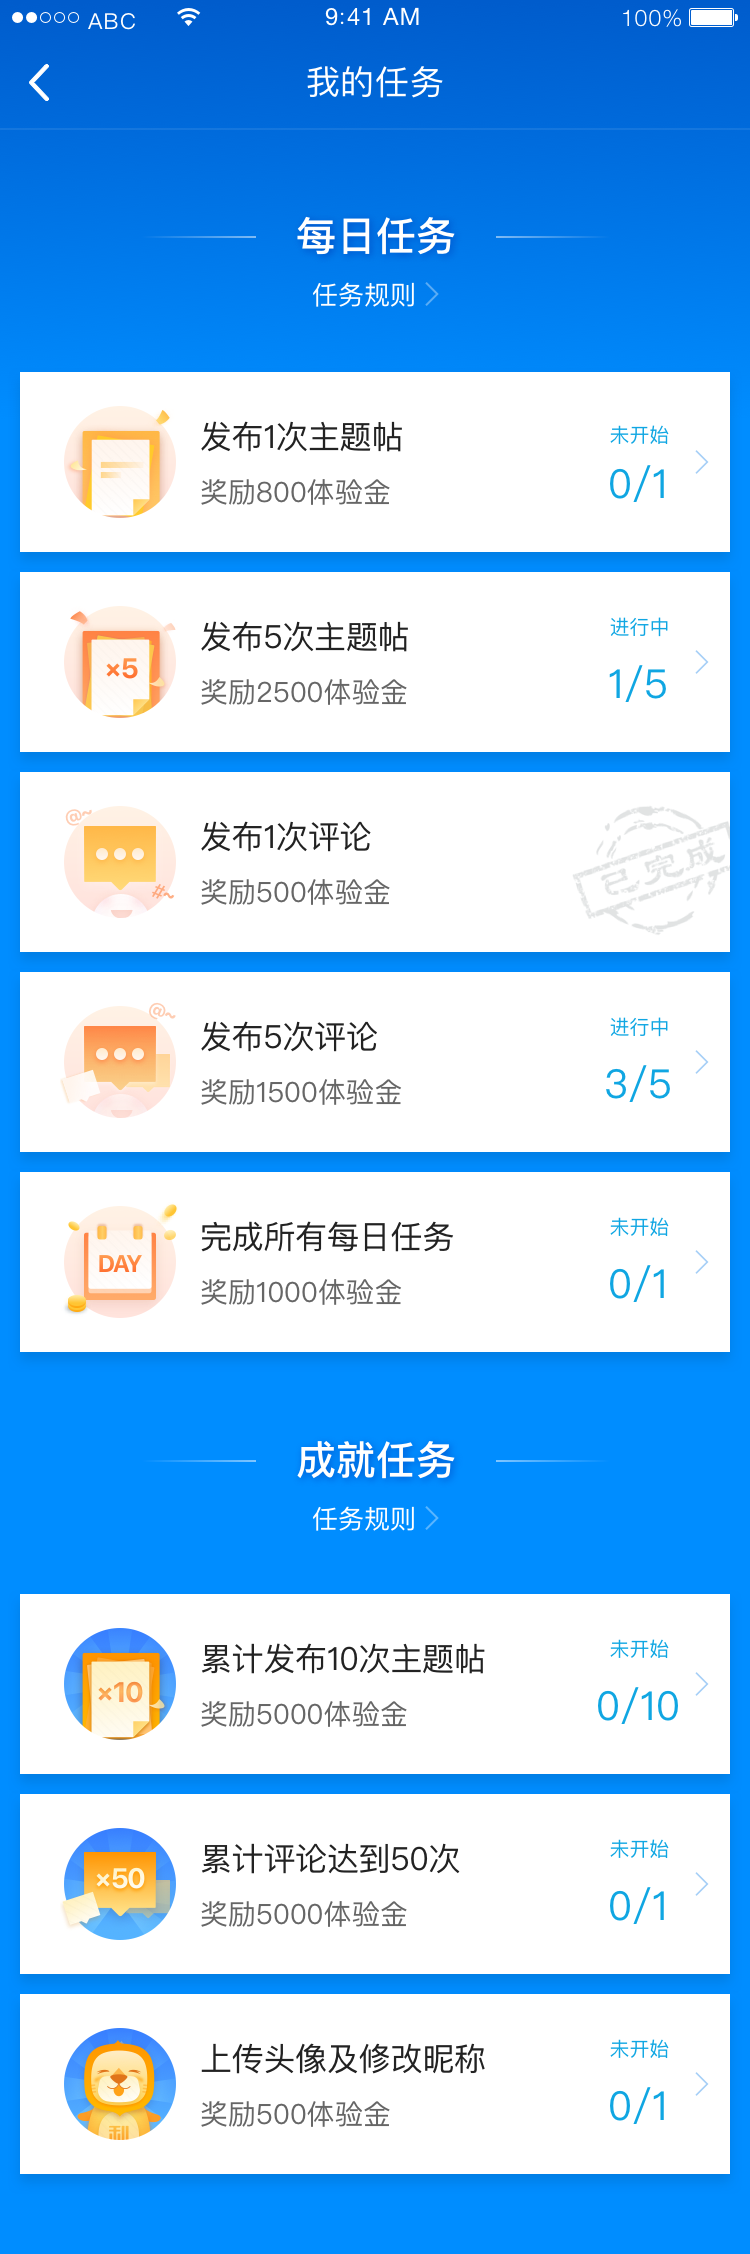 ABC 9:41 AM 100%
我的任务
每日任务
任务规则
发布1次主题帖
未开始
奖励800体验金
0/1
×5
发布5次主题帖
进行中
奖励2500体验金
1/5
@~
发布1次评论
奖励500体验金
#~
已完成
@~
发布5次评论
进行中
奖励1500体验金
3/5
DAY
完成所有每日任务
未开始
奖励1000体验金
0/1
成就任务
任务规则
×10
累计发布10次主题帖
未开始
奖励5000体验金
0/10
×50
累计评论达到50次
未开始
奖励5000体验金
0/1
上传头像及修改昵称
未开始
奖励500体验金
0/1
利